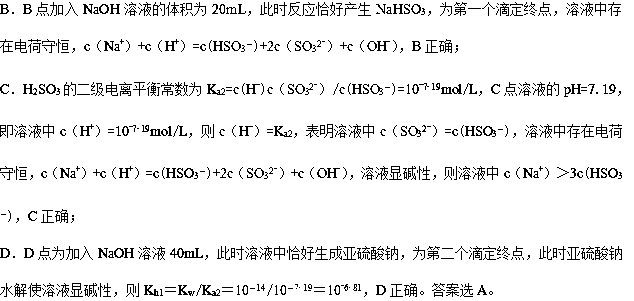 B．B点加入 NaOH 溶液的体积为 20mL，此时反应恰好产生 NaHSO₃，为第一个滴定终点，溶液中存
在电荷守恒，c（Na⁺）+c（H⁺）=c(HSO₃⁻)+2c（SO₃²⁻）+c（OH⁻），B 正确；
C．H₂SO₃的二级电离平衡常数为 Ka₂=c(H⁺)c（SO₃²⁻）/c(HSO₃⁻)=10⁻⁷·¹⁹mol/L，C 点溶液的 pH=7.19，
即溶液中 c（H⁺）=10⁻⁷·¹⁹mol/L，则 c（H⁺）=Ka₂，表明溶液中 c（SO₃²⁻）=c(HSO₃⁻)，溶液中存在电荷
守恒，c（Na⁺）+c（H⁺）=c(HSO₃⁻)+2c（SO₃²⁻）+c（OH⁻），溶液显碱性，则溶液中 c（Na⁺）＞3c(HSO₃
⁻)，C 正确；
D．D点为加入 NaOH 溶液 40mL，此时溶液中恰好生成亚硫酸钠，为第二个滴定终点，此时亚硫酸钠
水解使溶液显碱性，则 Kh₁＝Kw/Ka₂＝10⁻¹⁴/10⁻⁷·¹⁹＝10⁻⁶·⁸¹，D 正确。答案选 A。